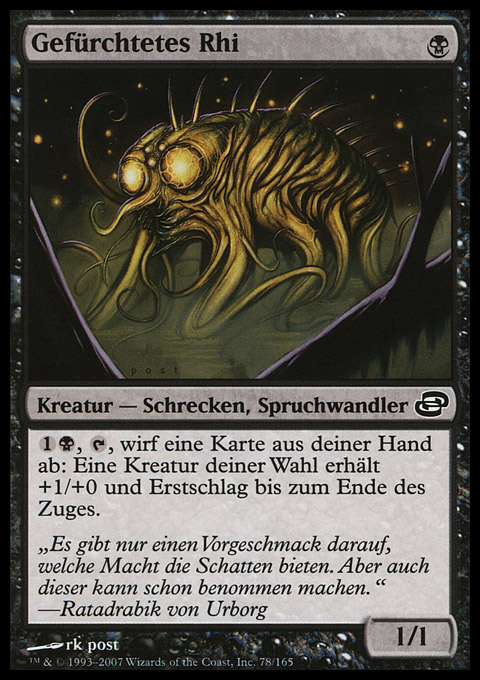 Gefürchtetes Rhi
post
Kreatur — Schrecken, Spruchwandler
1, , wirf eine Karte aus deiner Hand
ab: Eine Kreatur deiner Wahl erhält
+1/+0 und Erstschlag bis zum Ende des
Zuges.
„Es gibt nur einen Vorgeschmack darauf,
welche Macht die Schatten bieten. Aber auch
dieser kann schon benommen machen.“
—Ratadrabik von Urborg
rk post
1/1
™ & © 1993–2007 Wizards of the Coast, Inc. 78/165